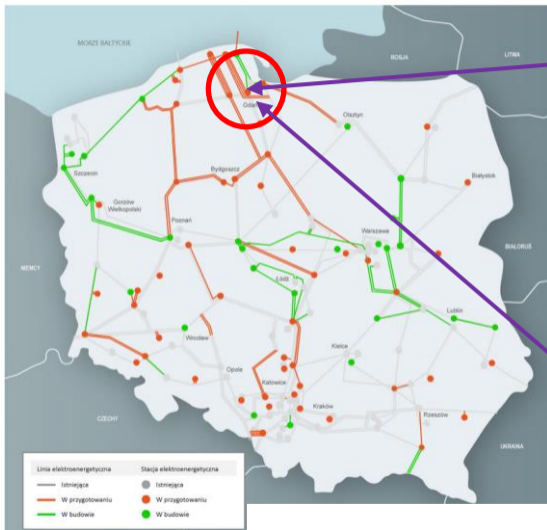 MORZE BAŁTYCKIE
ROSJA
LITWA
Gdańsk
Olsztyn
Szczecin
Bydgoszcz
Białystok
Gorzów
Wielkopolski
Poznań
Warszawa
BIAŁORUŚ
NIEMCY
Łódź
Lublin
Wrocław
Kielce
Opole
Katowice
Kraków
Rzeszów
CZECHY
UKRAINA
Linia elektroenergetyczna
Stacja elektroenergetyczna
Istniejąca
Istniejąca
W przygotowaniu
W przygotowaniu
W budowie
W budowie